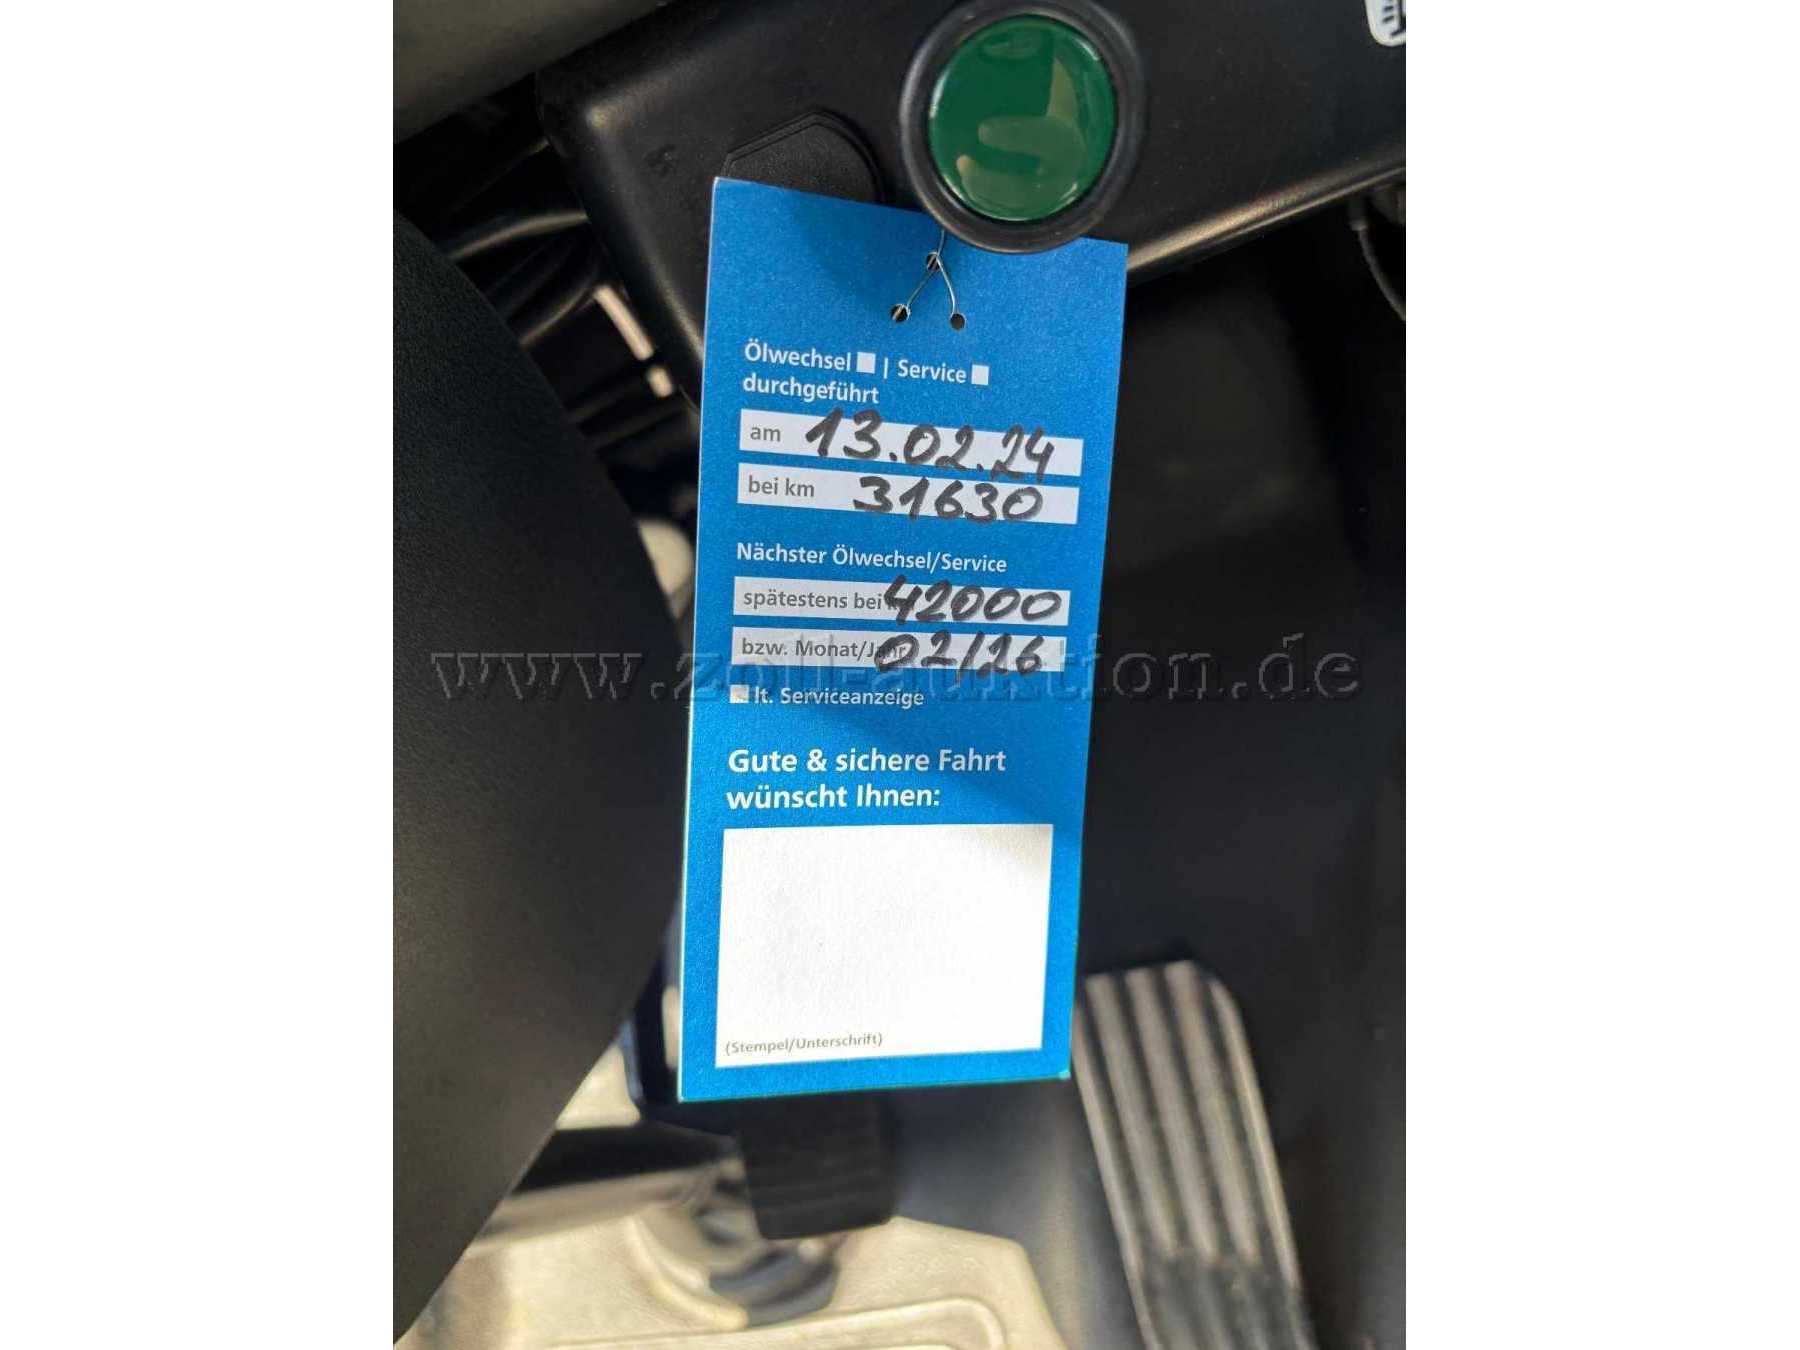 Ölwechsel | Service
durchgeführt
am 13.02.24
bei km 31630
Nächster Ölwechsel/Service
spätestens bei km 42000
bzw. Monat/Jahr 02/26
www.zoll-auktion.de
lt. Serviceanzeige
Gute & sichere Fahrt
wünscht Ihnen:
(Stempel/Unterschrift)